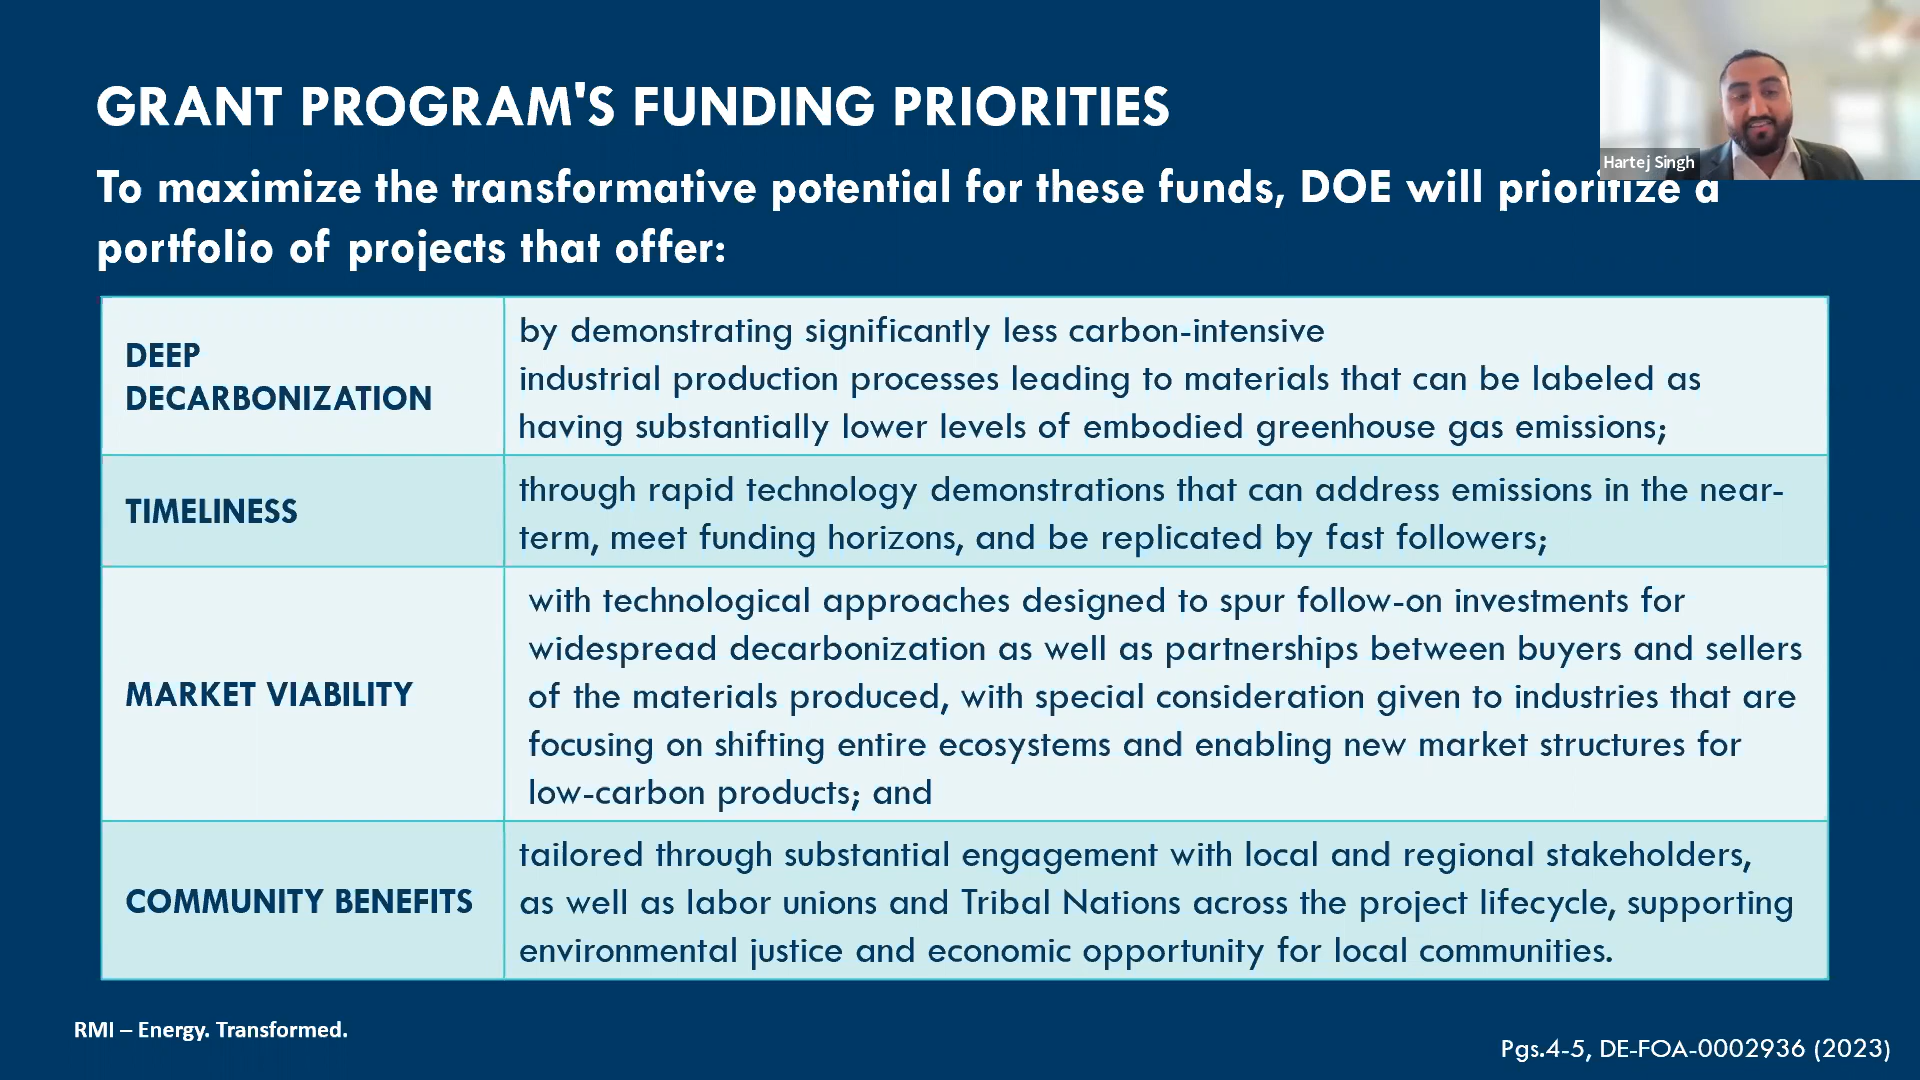 GRANT PROGRAM'S FUNDING PRIORITIES
Hartej Singh
To maximize the transformative potential for these funds, DOE will prioritize a
portfolio of projects that offer:
DEEP
DECARBONIZATION
by demonstrating significantly less carbon-intensive
industrial production processes leading to materials that can be labeled as
having substantially lower levels of embodied greenhouse gas emissions;
TIMELINESS
through rapid technology demonstrations that can address emissions in the near-
term, meet funding horizons, and be replicated by fast followers;
MARKET VIABILITY
with technological approaches designed to spur follow-on investments for
widespread decarbonization as well as partnerships between buyers and sellers
of the materials produced, with special consideration given to industries that are
focusing on shifting entire ecosystems and enabling new market structures for
low-carbon products; and
COMMUNITY BENEFITS
tailored through substantial engagement with local and regional stakeholders,
as well as labor unions and Tribal Nations across the project lifecycle, supporting
environmental justice and economic opportunity for local communities.
RMI – Energy. Transformed.
Pgs.4-5, DE-FOA-0002936 (2023)